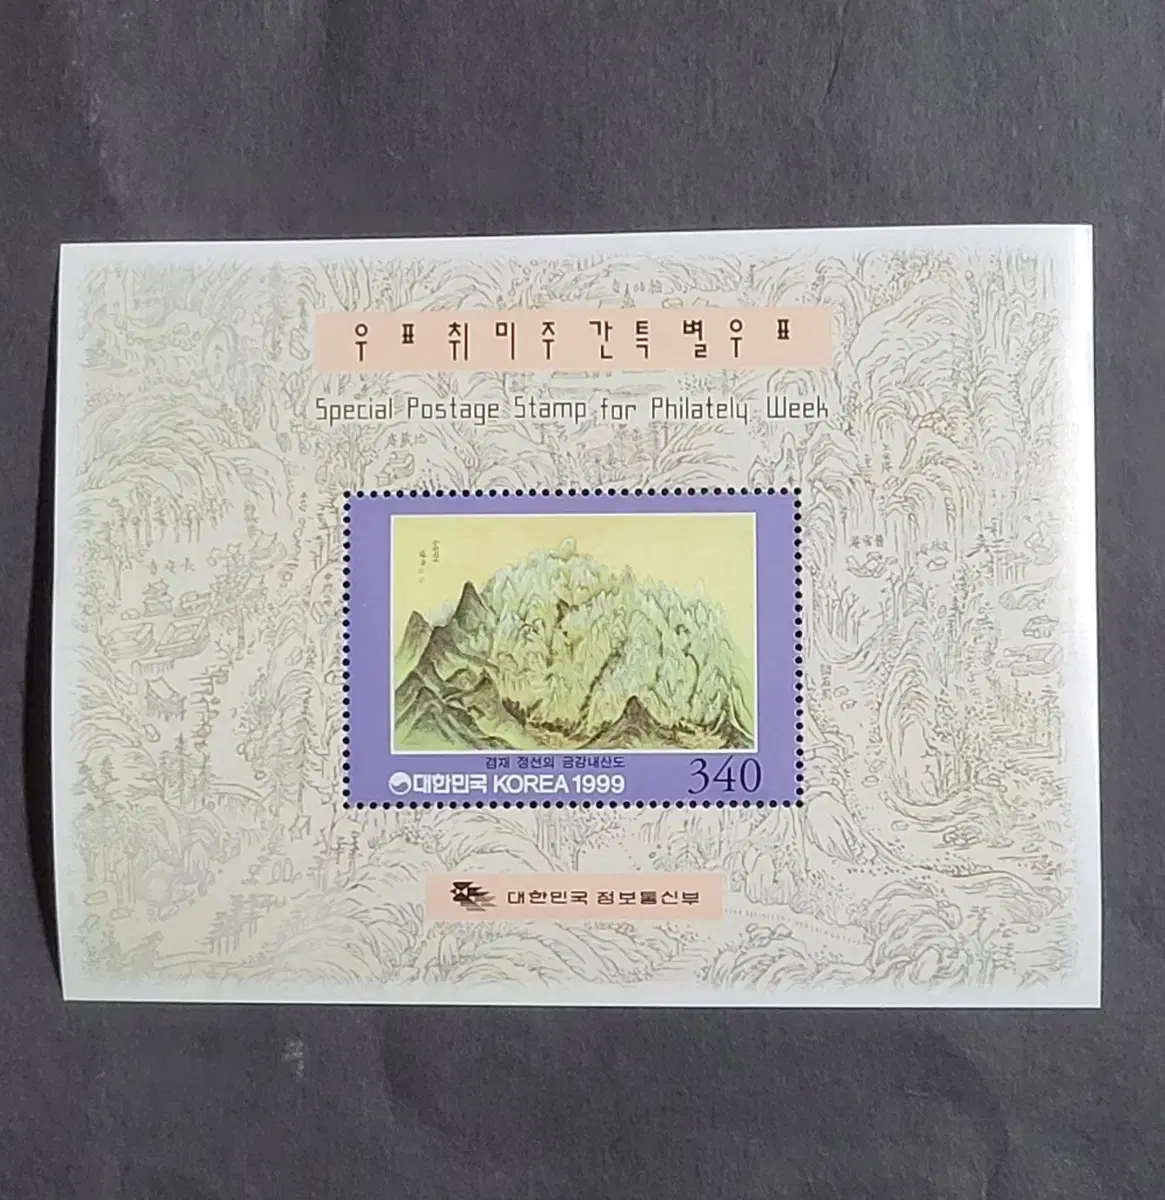 우표취미주간특별우표
Special Postage Stamp for Philately Week
겸재 정선의 금강내산도
대한민국 KOREA 1999
340
대한민국 정보통신부